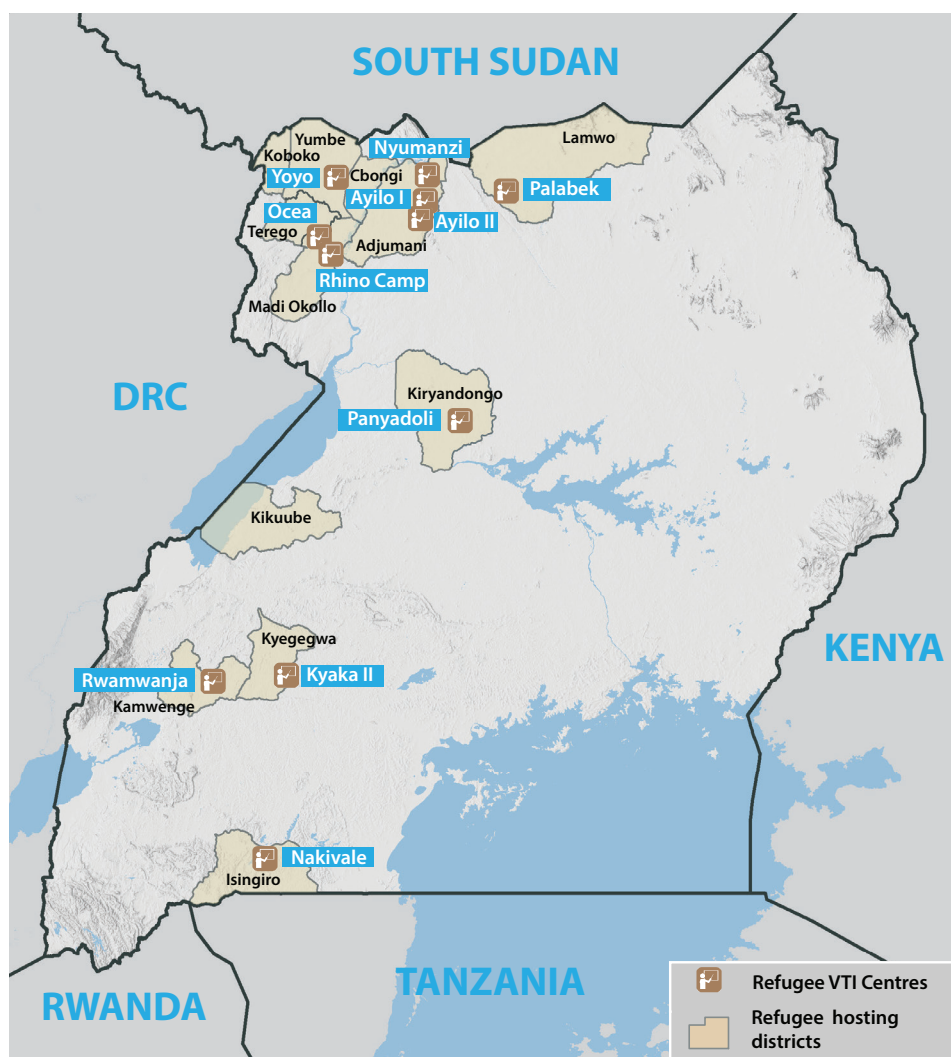 SOUTH SUDAN
Lamwo
Yumbe
Koboko
Nyumanzi
Yoyo
Cbongi
Palabek
Ayilo I
Ocea
Ayilo II
Terego
Adjumani
Rhino Camp
Madi Okollo
DRC
Kiryandongo
Panyadoli
Kikuube
Kyegegwa
KENYA
Rwamwanja
Kyaka II
Kamwenge
Nakivale
Isingiro
TANZANIA
RWANDA
Refugee VTI Centres
Refugee hosting
districts